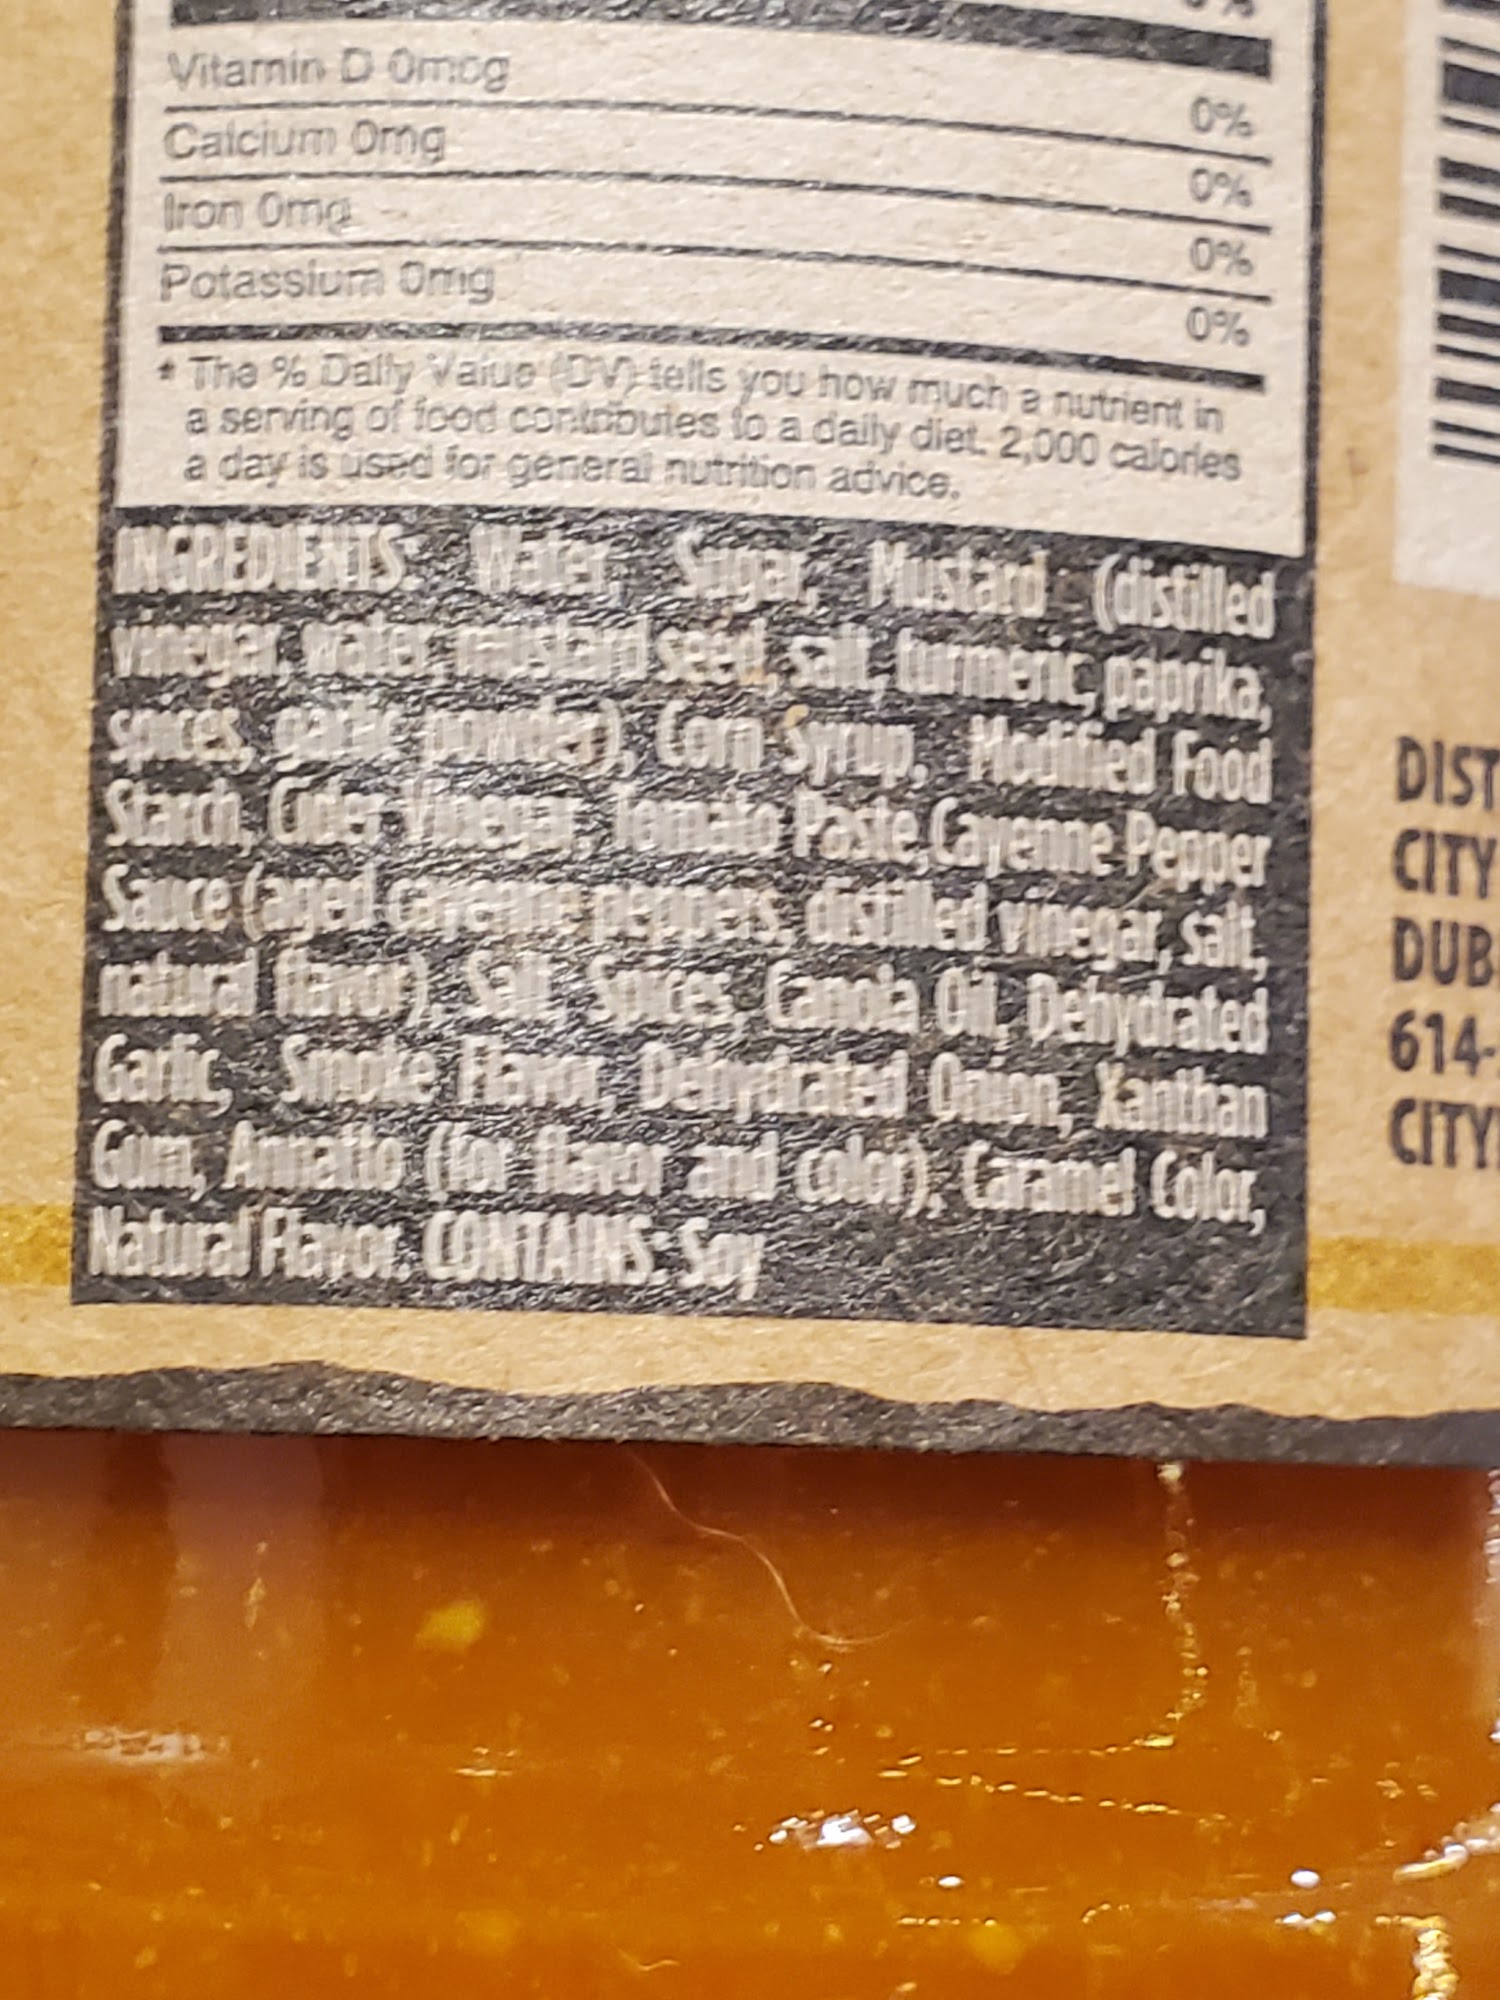 Vitamin D 0mcg 0%
Calcium 0mg 0%
Iron 0mg 0%
Potassium 0mg 0%
* The % Daily Value (DV) tells you how much a nutrient in
a serving of food contributes to a daily diet. 2,000 calories
a day is used for general nutrition advice.
INGREDIENTS: Water, Sugar, Mustard (distilled
vinegar, water, mustard seed, salt, turmeric, paprika,
spices, garlic powder), Corn Syrup, Modified Food
Starch, Cider Vinegar, Tomato Paste, Cayenne Pepper
Sauce (aged cayenne peppers, distilled vinegar, salt,
natural flavor), Salt, Spices, Canola Oil, Dehydrated
Garlic, Smoke Flavor, Dehydrated Onion, Xanthan
Gum, Annatto (for flavor and color), Caramel Color,
Natural Flavor. CONTAINS: Soy
DIST
CITY
DUB
614-
CITY